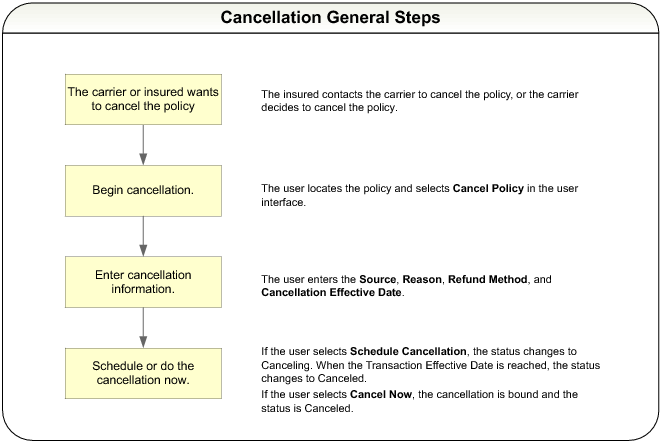 Cancellation General Steps
The carrier or insured wants
to cancel the policy
The insured contacts the carrier to cancel the policy, or the carrier
decides to cancel the policy.
Begin cancellation.
The user locates the policy and selects Cancel Policy in the user
interface.
Enter cancellation
information.
The user enters the Source, Reason, Refund Method, and
Cancellation Effective Date.
Schedule or do the
cancellation now.
If the user selects Schedule Cancellation, the status changes to
Canceling. When the Transaction Effective Date is reached, the status
changes to Canceled.
If the user selects Cancel Now, the cancellation is bound and the
status is Canceled.